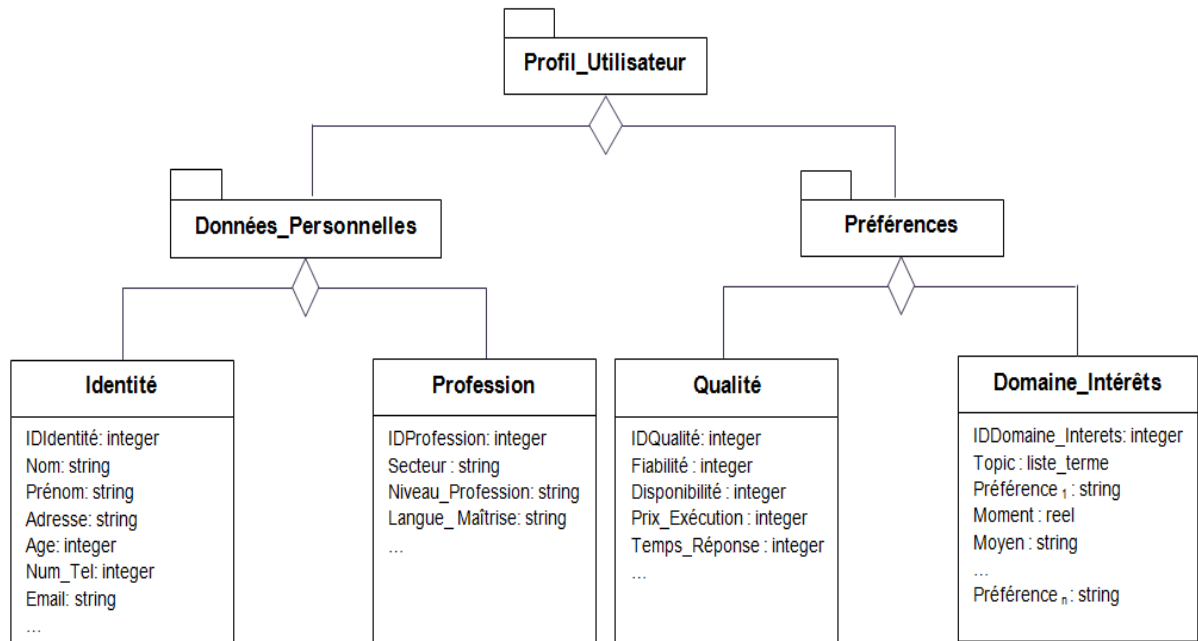 Profil_Utilisateur
Données_Personnelles
Préférences
Identité
IDIdentité: integer
Nom: string
Prénom: string
Adresse: string
Age: integer
Num_Tel: integer
Email: string
...
Profession
IDProfession: integer
Secteur : string
Niveau_Profession: string
Langue_ Maîtrise: string
...
Qualité
IDQualité: integer
Fiabilité : integer
Disponibilité : integer
Prix_Exécution : integer
Temps_Réponse : integer
...
Domaine_Intérêts
IDDomaine_Interets: integer
Topic : liste_terme
Préférence 1 : string
Moment : reel
Moyen : string
...
Préférence n : string